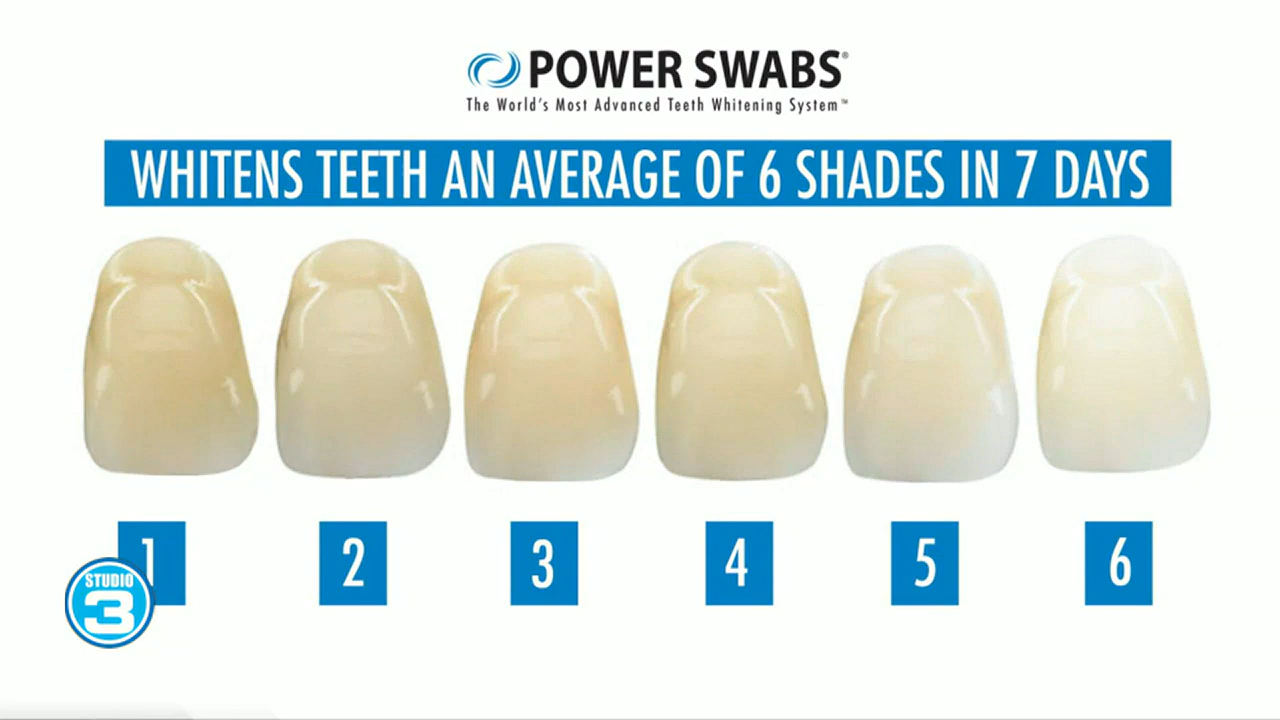 POWER SWABS®
The World's Most Advanced Teeth Whitening System™
WHITENS TEETH AN AVERAGE OF 6 SHADES IN 7 DAYS
1 2 3 4 5 6
STUDIO
3